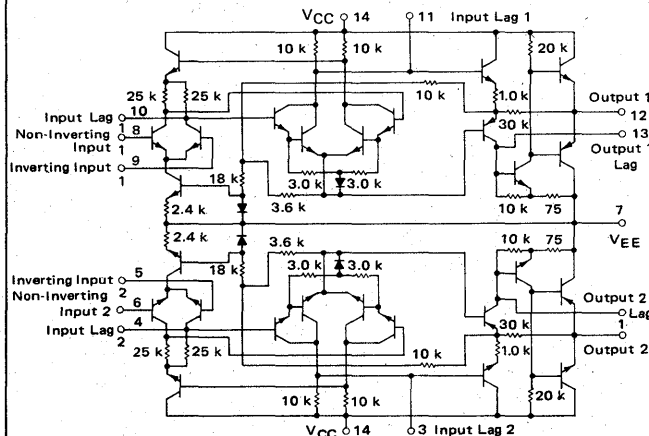 VCC 14
11
Input Lag 1
10 k
10 k
20 k
25 k
25 k
1.0 k
10 k
Input Lag
10
1
Output 1
12
Non-Inverting
8
Input
1
30 k
13
Output 1
Lag
Inverting Input
9
1
18 k
3.0 k
3.0 k
3.6 k
10 k
75
2.4 k
7
VEE
2.4 k
3.6 k
10 k
75
18 k
3.0 k
3.0 k
Inverting Input
5
2
Non-Inverting
Input 2
6
Output 2
Lag
Input Lag
4
2
30 k
1
Output 2
25 k
25 k
10 k
1.0 k
10 k
10 k
20 k
VCC 14
3 Input Lag 2